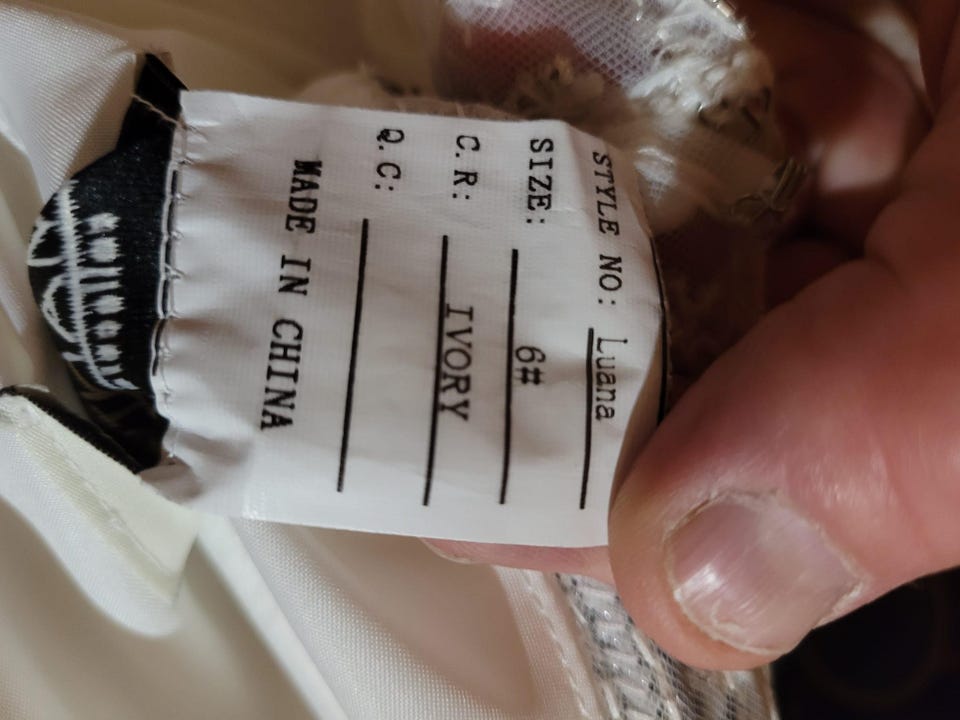 STYLE NO: Luana
SIZE: 6#
C.R: IVORY
Q.C:
MADE IN CHINA